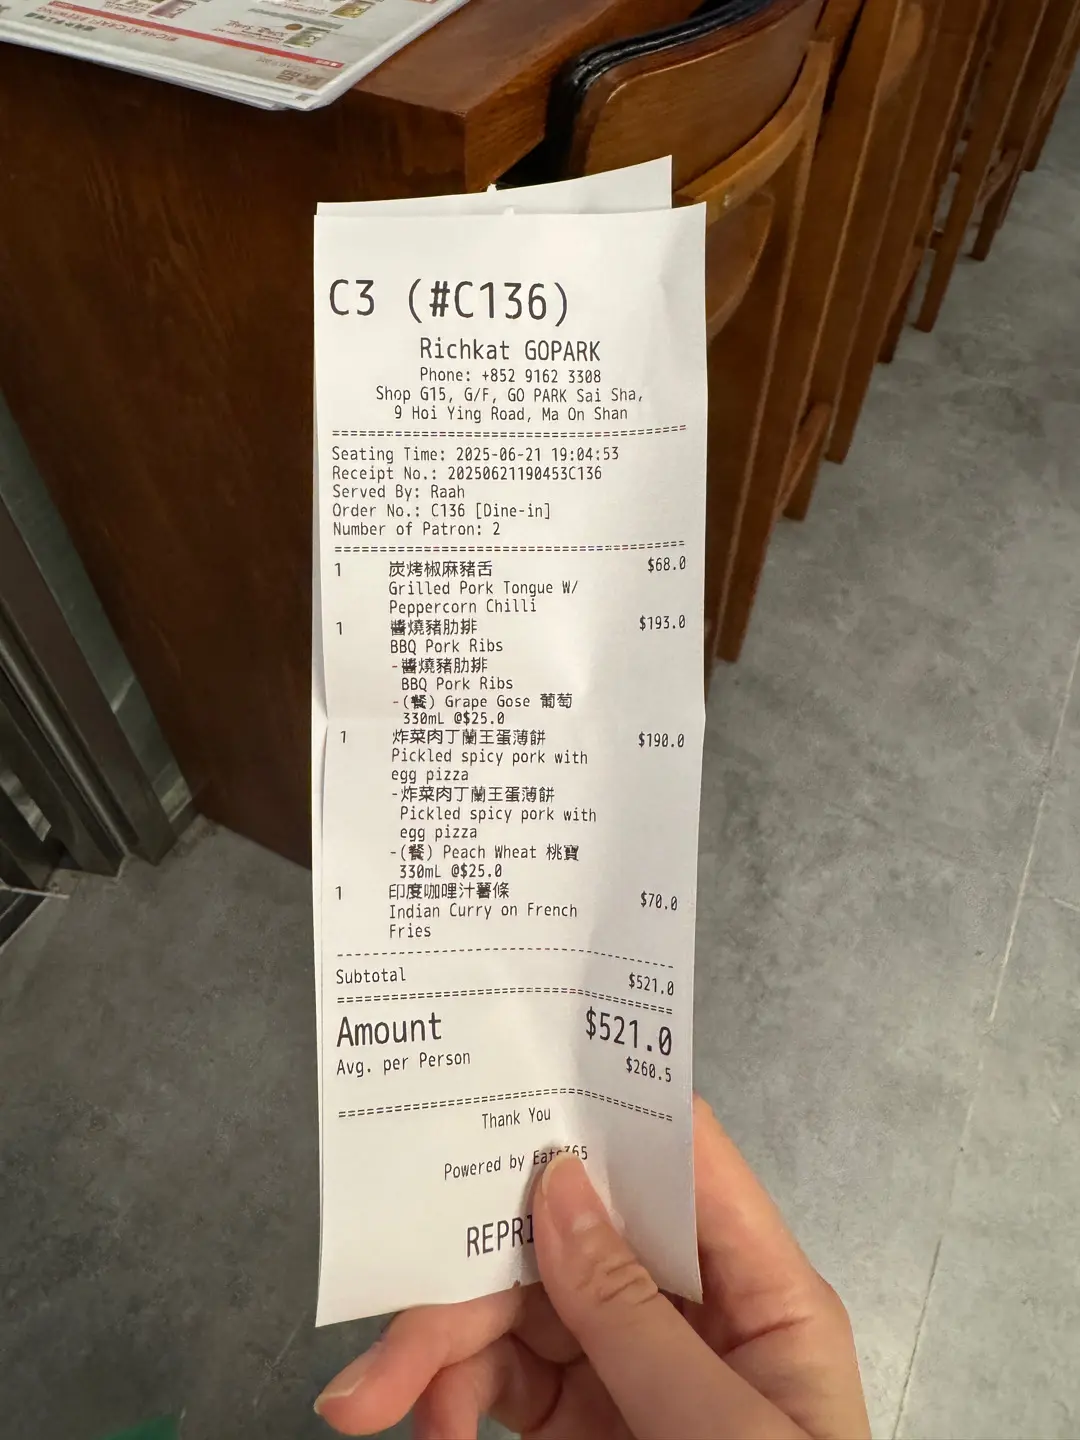 C3 (#C136)
Richkat GOPARK
Phone: +852 9162 3308
Shop G15, G/F, GO PARK Sai Sha,
9 Hoi Ying Road, Ma On Shan
Seating Time: 2025-06-21 19:04:53
Receipt No.: 20250621190453C136
Served By: Raah
Order No.: C136 [Dine-in]
Number of Patron: 2
1 炭烤椒麻豬舌 $68.0
Grilled Pork Tongue W/
Peppercorn Chilli
1 醬燒豬肋排 $193.0
BBQ Pork Ribs
-醬燒豬肋排
BBQ Pork Ribs
-(餐) Grape Gose 葡萄
330mL @$25.0
1 炸菜肉丁蘭王蛋薄餅 $190.0
Pickled spicy pork with
egg pizza
-炸菜肉丁蘭王蛋薄餅
Pickled spicy pork with
egg pizza
-(餐) Peach Wheat 桃寶
330mL @$25.0
1 印度咖喱汁薯條 $70.0
Indian Curry on French
Fries
Subtotal $521.0
Amount $521.0
Avg. per Person $260.5
Thank You
Powered by Eats365